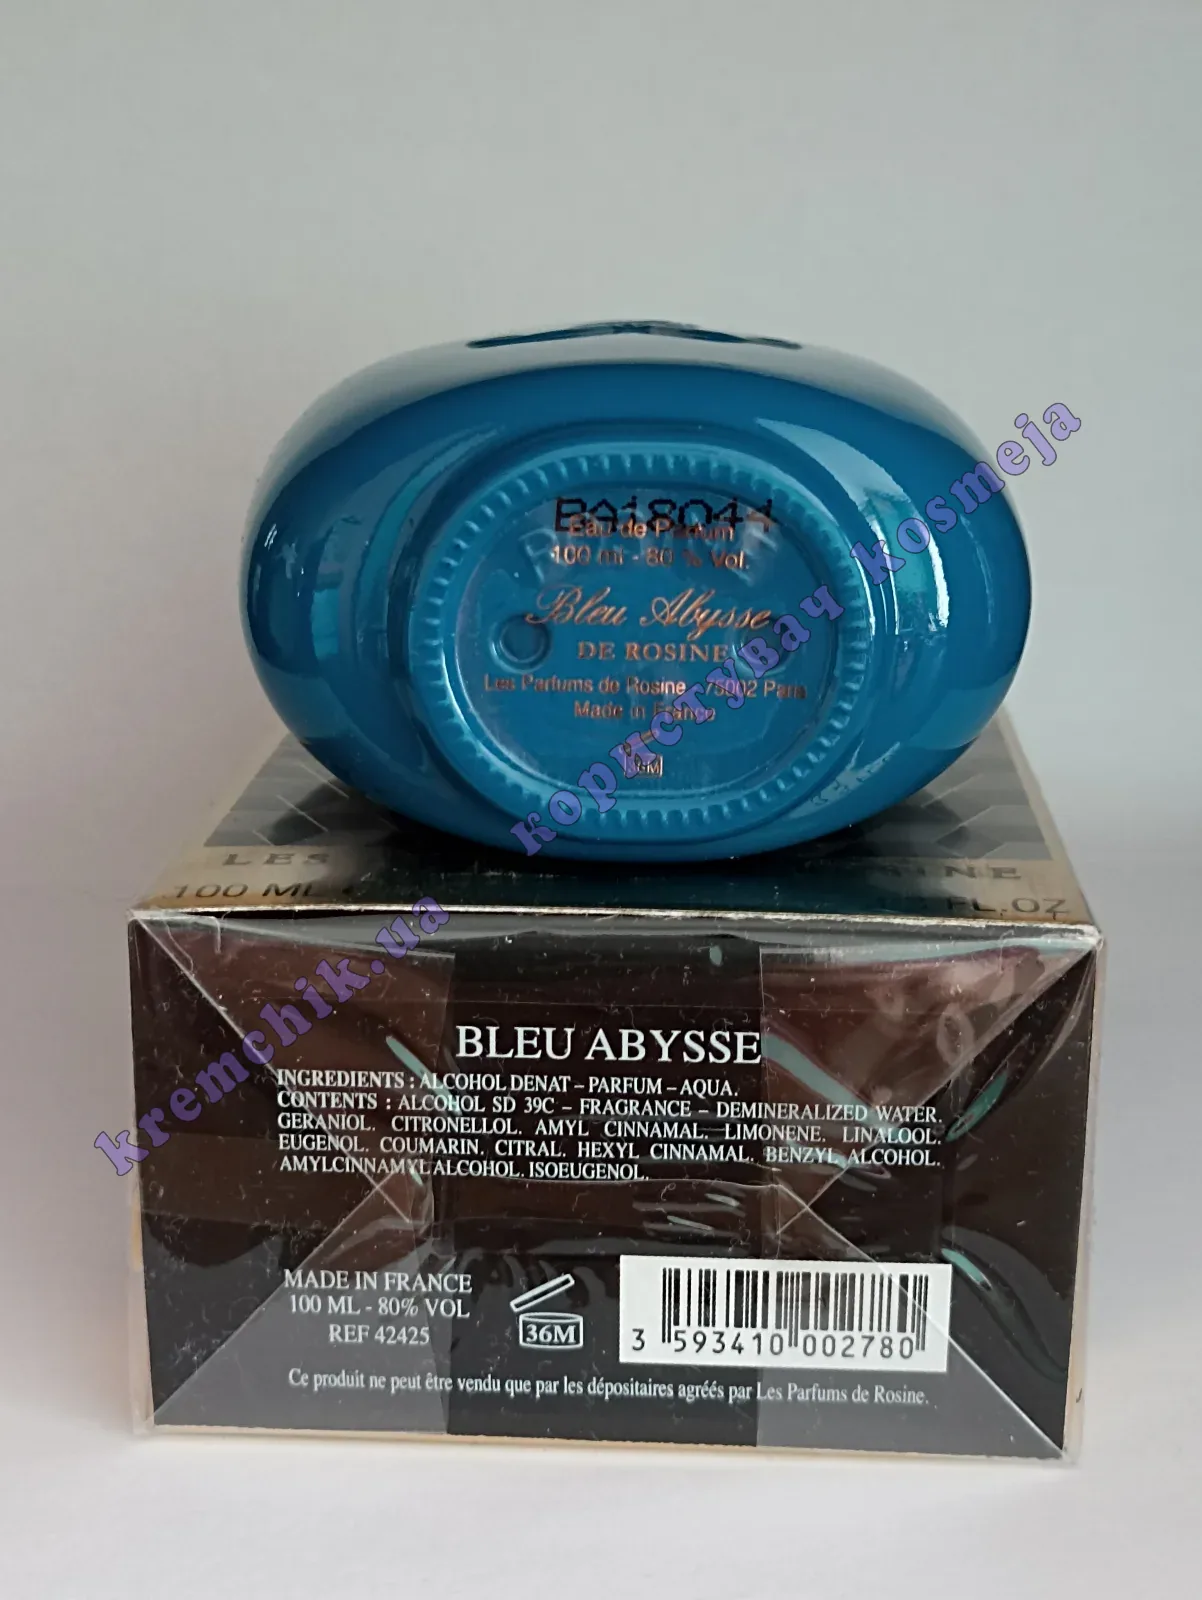 BA18044
Eau de Parfum
100 ml - 80 % Vol.
Bleu Abysse
DE ROSINE
Les Parfums de Rosine 75002 Paris
Made in France
36M
користувач kosmeja
kremchik.ua
LES ROSINE
100 ML FL.OZ
BLEU ABYSSE
INGREDIENTS : ALCOHOL DENAT – PARFUM – AQUA.
CONTENTS : ALCOHOL SD 39C – FRAGRANCE – DEMINERALIZED WATER.
GERANIOL. CITRONELLOL. AMYL CINNAMAL. LIMONENE. LINALOOL.
EUGENOL. COUMARIN. CITRAL. HEXYL CINNAMAL. BENZYL ALCOHOL.
AMYLCINNAMYL ALCOHOL. ISOEUGENOL.
MADE IN FRANCE
100 ML - 80% VOL
REF 42425
36M
3 593410 002780
Ce produit ne peut être vendu que par les dépositaires agréés par Les Parfums de Rosine.